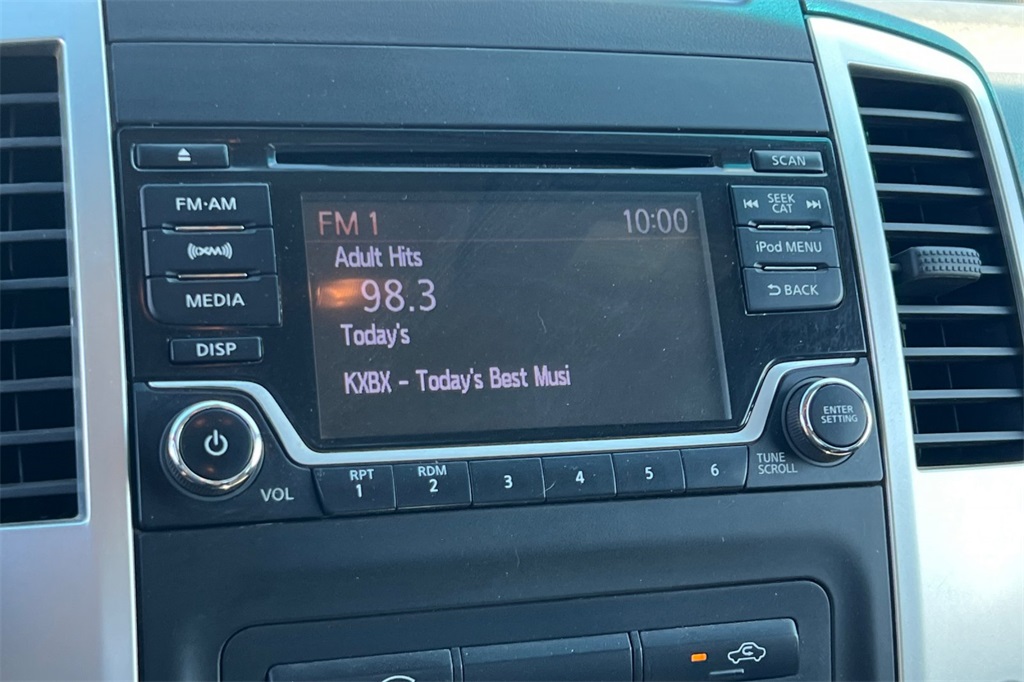 SCAN
FM·AM
SEEK
CAT
FM 1
10:00
Adult Hits
((XM))
iPod MENU
98.3
MEDIA
BACK
Today's
DISP
KXBX - Today's Best Musi
ENTER
SETTING
VOL
RPT
1
RDM
2
3
4
5
6
TUNE
SCROLL